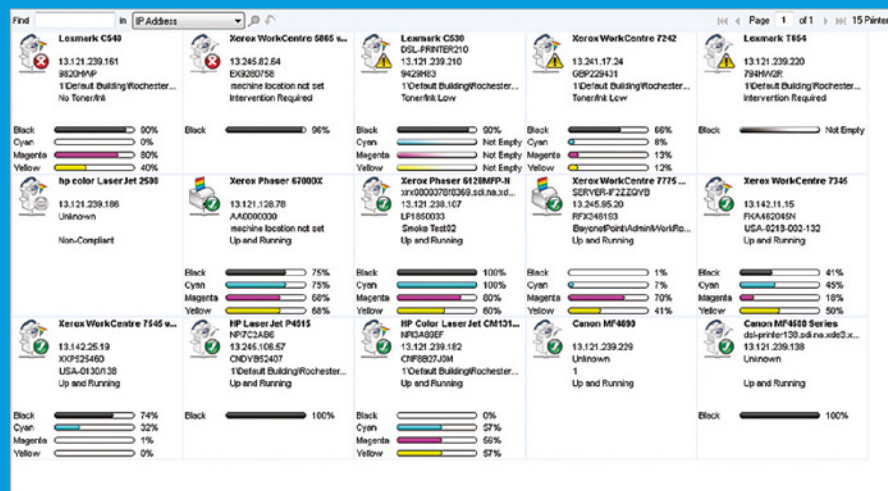 Find in IP Address Page 1 of 1 15 Printer
Lexmark C540
13.121.239.161
9820HWP
1\Default Building\Rochester...
No Toner/Ink
Black 90%
Cyan 0%
Magenta 80%
Yellow 40%
Xerox WorkCentre 5865 v...
13.245.82.64
EX9280758
machine location not set
Intervention Required
Black 96%
Lexmark C530
DSL-PRINTER210
13.121.239.210
9429H83
1\Default Building\Rochester...
Toner/Ink Low
Black 90%
Cyan Not Empty
Magenta Not Empty
Yellow Not Empty
Xerox WorkCentre 7242
13.241.17.24
GBP229431
1\Default Building\Rochester...
Toner/Ink Low
Black 66%
Cyan 8%
Magenta 13%
Yellow 12%
Lexmark T654
13.121.239.220
794HW2R
1\Default Building\Rochester...
Intervention Required
Black Not Empty
hp color LaserJet 2500
13.121.239.186
Unknown
Non-Compliant
Xerox Phaser 6700DX
13.121.128.78
AA0000000
machine location not set
Up and Running
Black 75%
Cyan 75%
Magenta 68%
Yellow 68%
Xerox Phaser 6128MFP-N
13.121.238.107
LP1850033
Smoke Test02
Up and Running
Black 100%
Cyan 100%
Magenta 80%
Yellow 60%
Xerox WorkCentre 7775 ...
SERVER-IF2ZZQYB
13.245.95.20
RFX346193
BayonetPoint\Admin\WorkRo...
Up and Running
Black 1%
Cyan 7%
Magenta 70%
Yellow 41%
Xerox WorkCentre 7345
13.142.11.15
FKA462045N
USA-0218-002-132
Up and Running
Black 41%
Cyan 45%
Magenta 18%
Yellow 50%
Xerox WorkCentre 7545 v...
13.142.25.19
XKP525460
USA-0130/138
Up and Running
Black 74%
Cyan 32%
Magenta 1%
Yellow 0%
HP LaserJet P4515
NPI7C2AB6
13.245.106.57
CNDYB52407
1\Default Building\Rochester...
Up and Running
Black 100%
HP Color LaserJet CM131...
NPI3A89EF
13.121.239.182
CNF8B27J0M
1\Default Building\Rochester...
Up and Running
Black 0%
Cyan 57%
Magenta 56%
Yellow 57%
Canon MF4690
13.121.239.229
Unknown
1
Up and Running
Canon MF4500 Series
13.121.239.138
Unknown
Up and Running
Black 100%